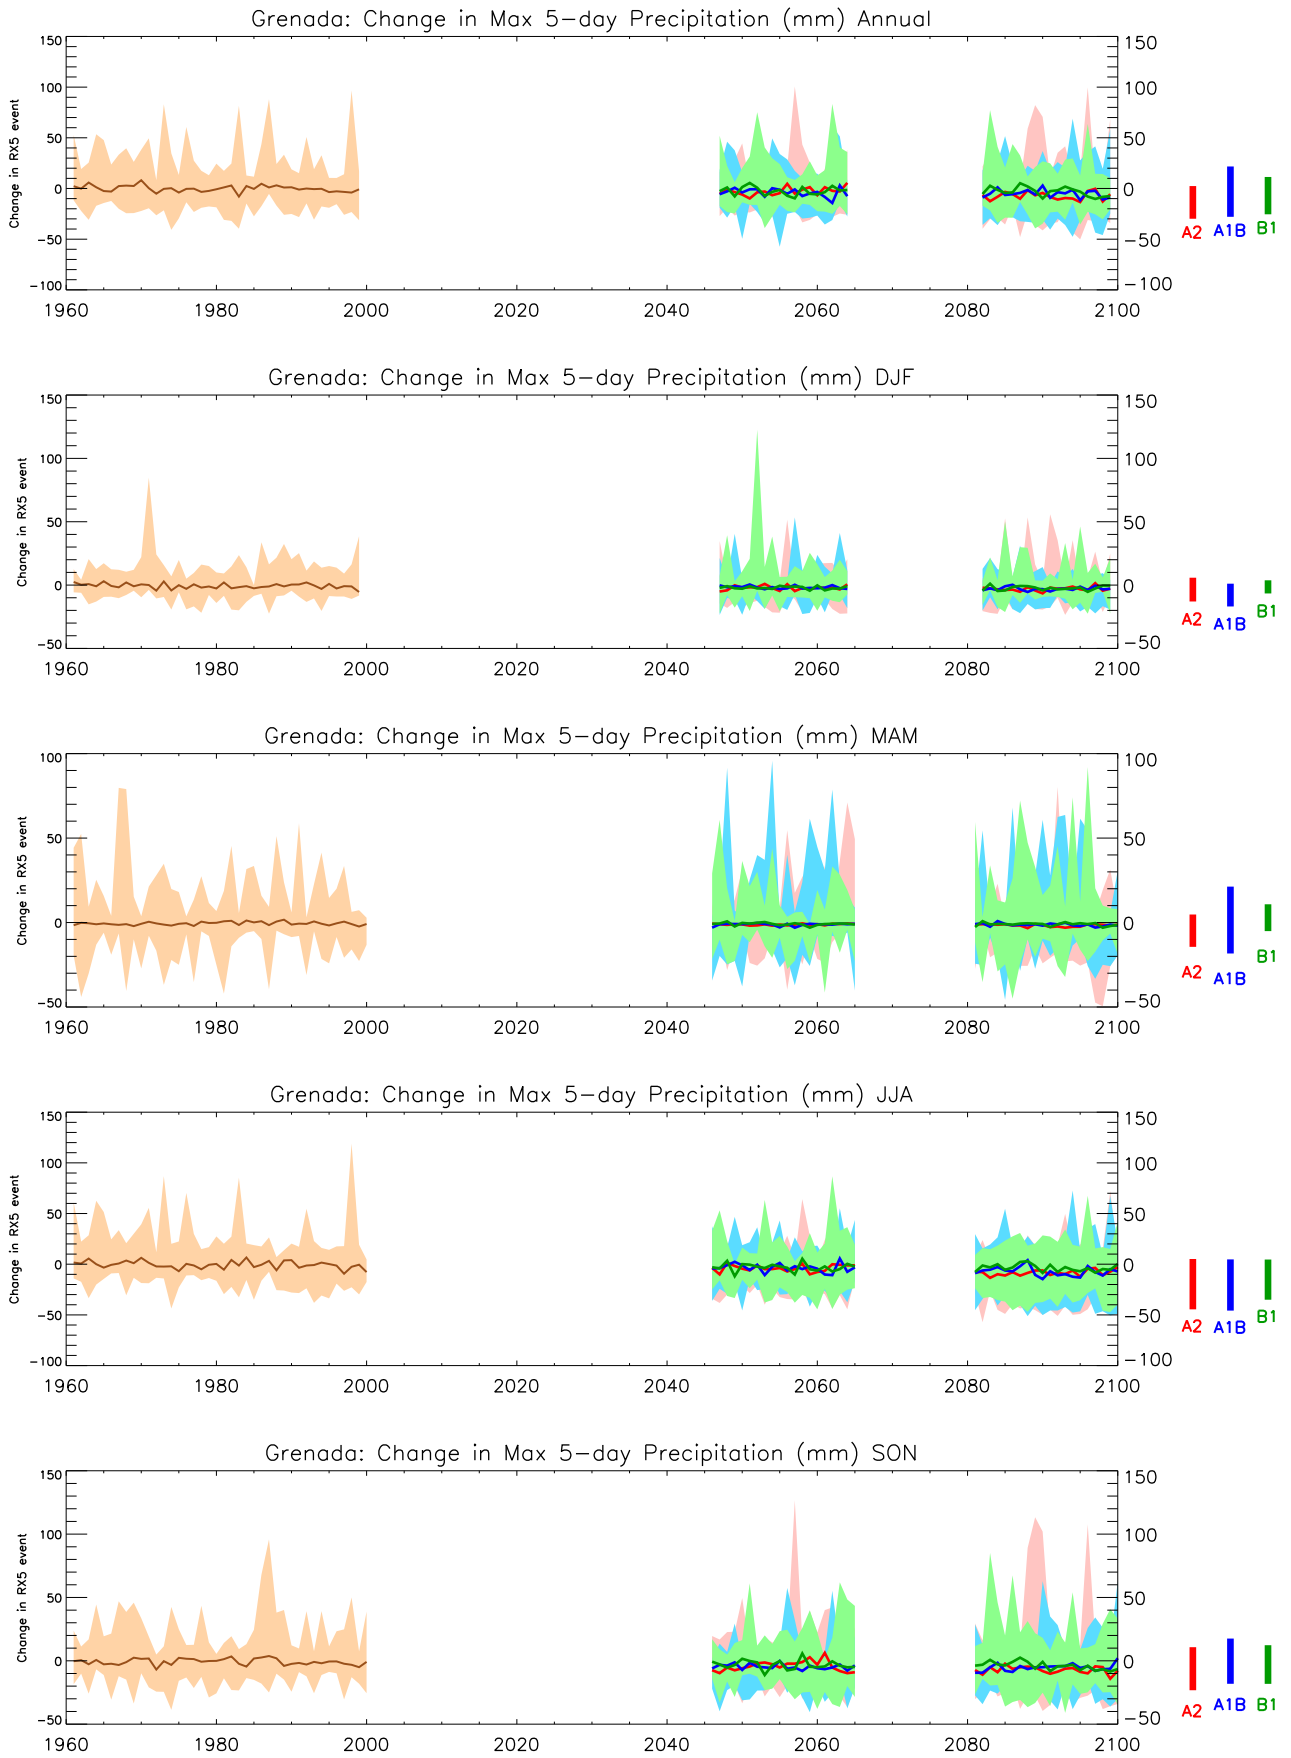 Grenada: Change in Max 5-day Precipitation (mm) Annual
150 150
100 100
50 50
0 0
-50 -50
-100 -100
Change in RX5 event
A2 A1B B1
1960 1980 2000 2020 2040 2060 2080 2100
Grenada: Change in Max 5-day Precipitation (mm) DJF
150 150
100 100
50 50
0 0
-50 -50
Change in RX5 event
A2 A1B B1
1960 1980 2000 2020 2040 2060 2080 2100
Grenada: Change in Max 5-day Precipitation (mm) MAM
100 100
50 50
0 0
-50 -50
Change in RX5 event
A2 A1B B1
1960 1980 2000 2020 2040 2060 2080 2100
Grenada: Change in Max 5-day Precipitation (mm) JJA
150 150
100 100
50 50
0 0
-50 -50
-100 -100
Change in RX5 event
A2 A1B B1
1960 1980 2000 2020 2040 2060 2080 2100
Grenada: Change in Max 5-day Precipitation (mm) SON
150 150
100 100
50 50
0 0
-50 -50
Change in RX5 event
A2 A1B B1
1960 1980 2000 2020 2040 2060 2080 2100